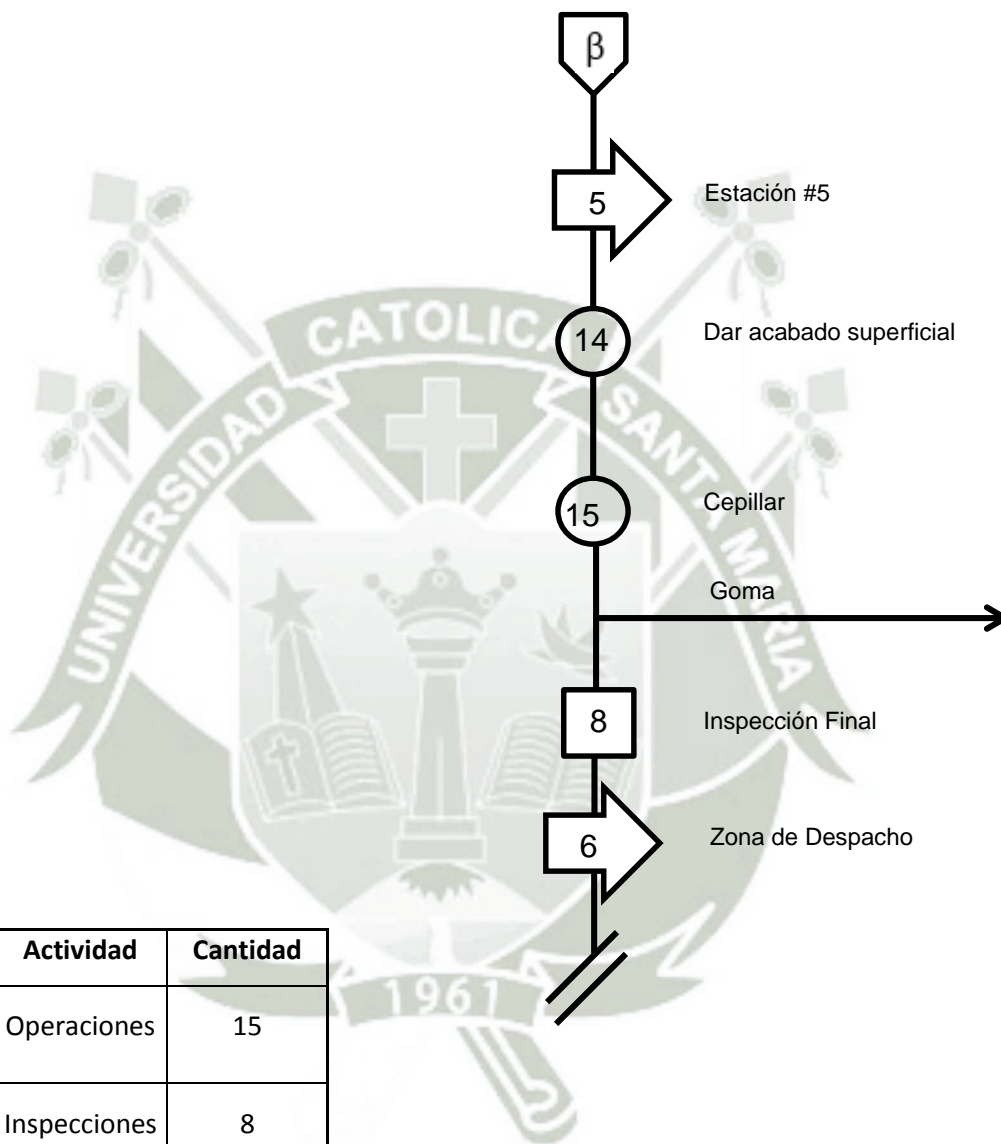 β
5 Estación #5
14 Dar acabado superficial
15 Cepillar
Goma
8 Inspección Final
6 Zona de Despacho
UNIVERSIDAD CATOLICA SANTA MARIA
1961
Actividad Cantidad
Operaciones 15
Inspecciones 8